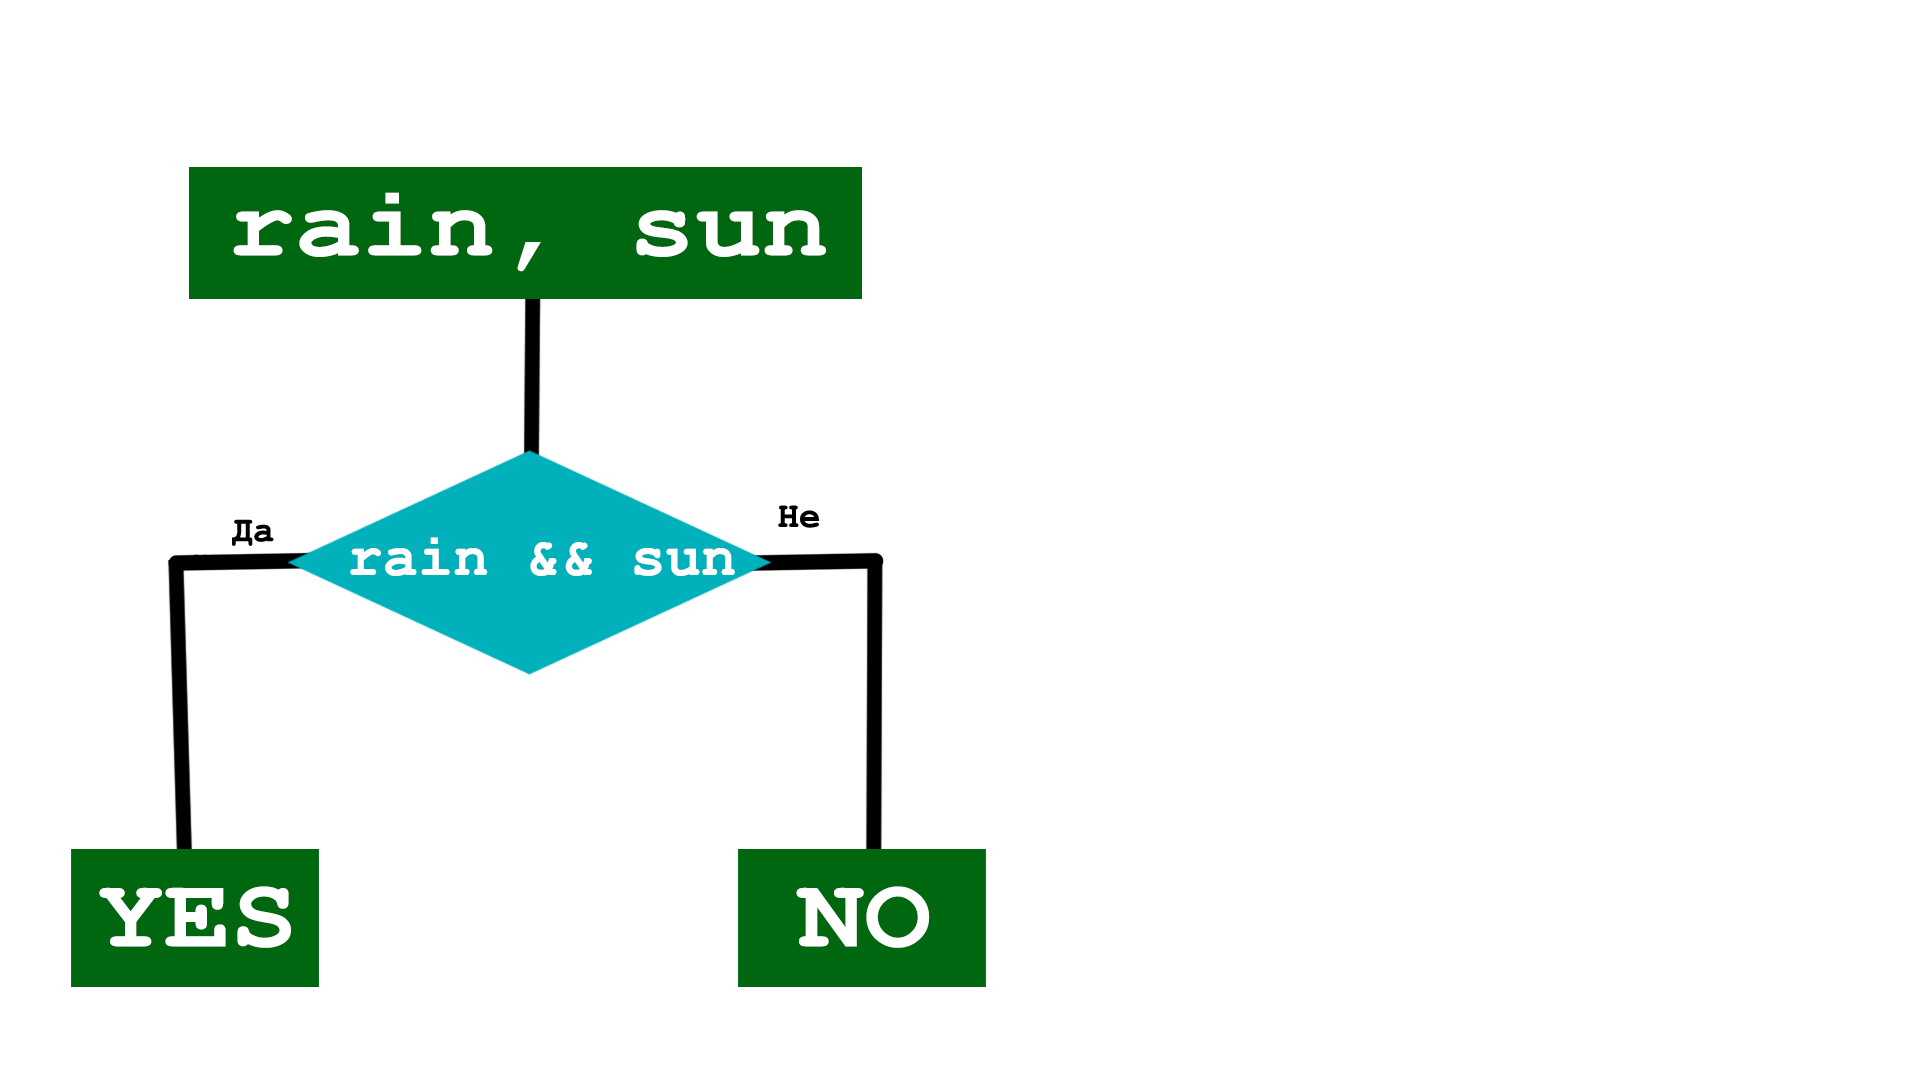 rain, sun
Да
Не
rain && sun
YES
NO